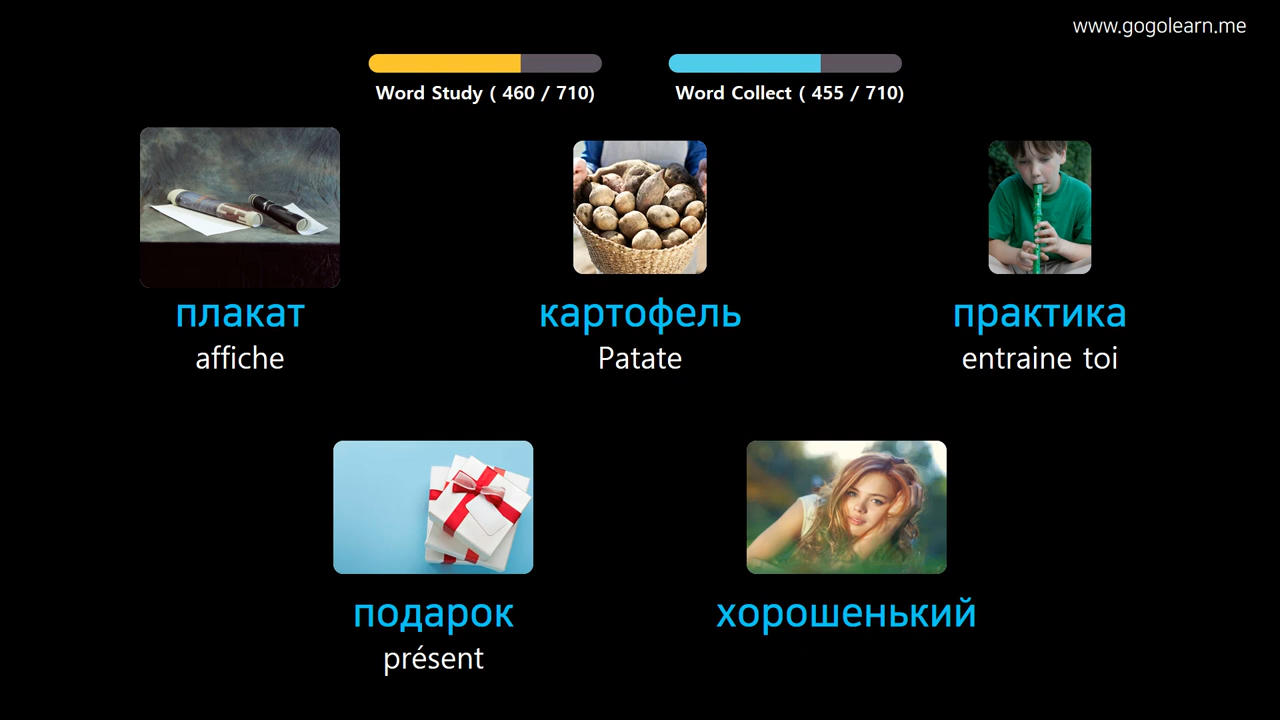 www.gogolearn.me
Word Study ( 460 / 710)
Word Collect ( 455 / 710)
плакат
affiche
картофель
Patate
практика
entraine toi
подарок
présent
хорошенький